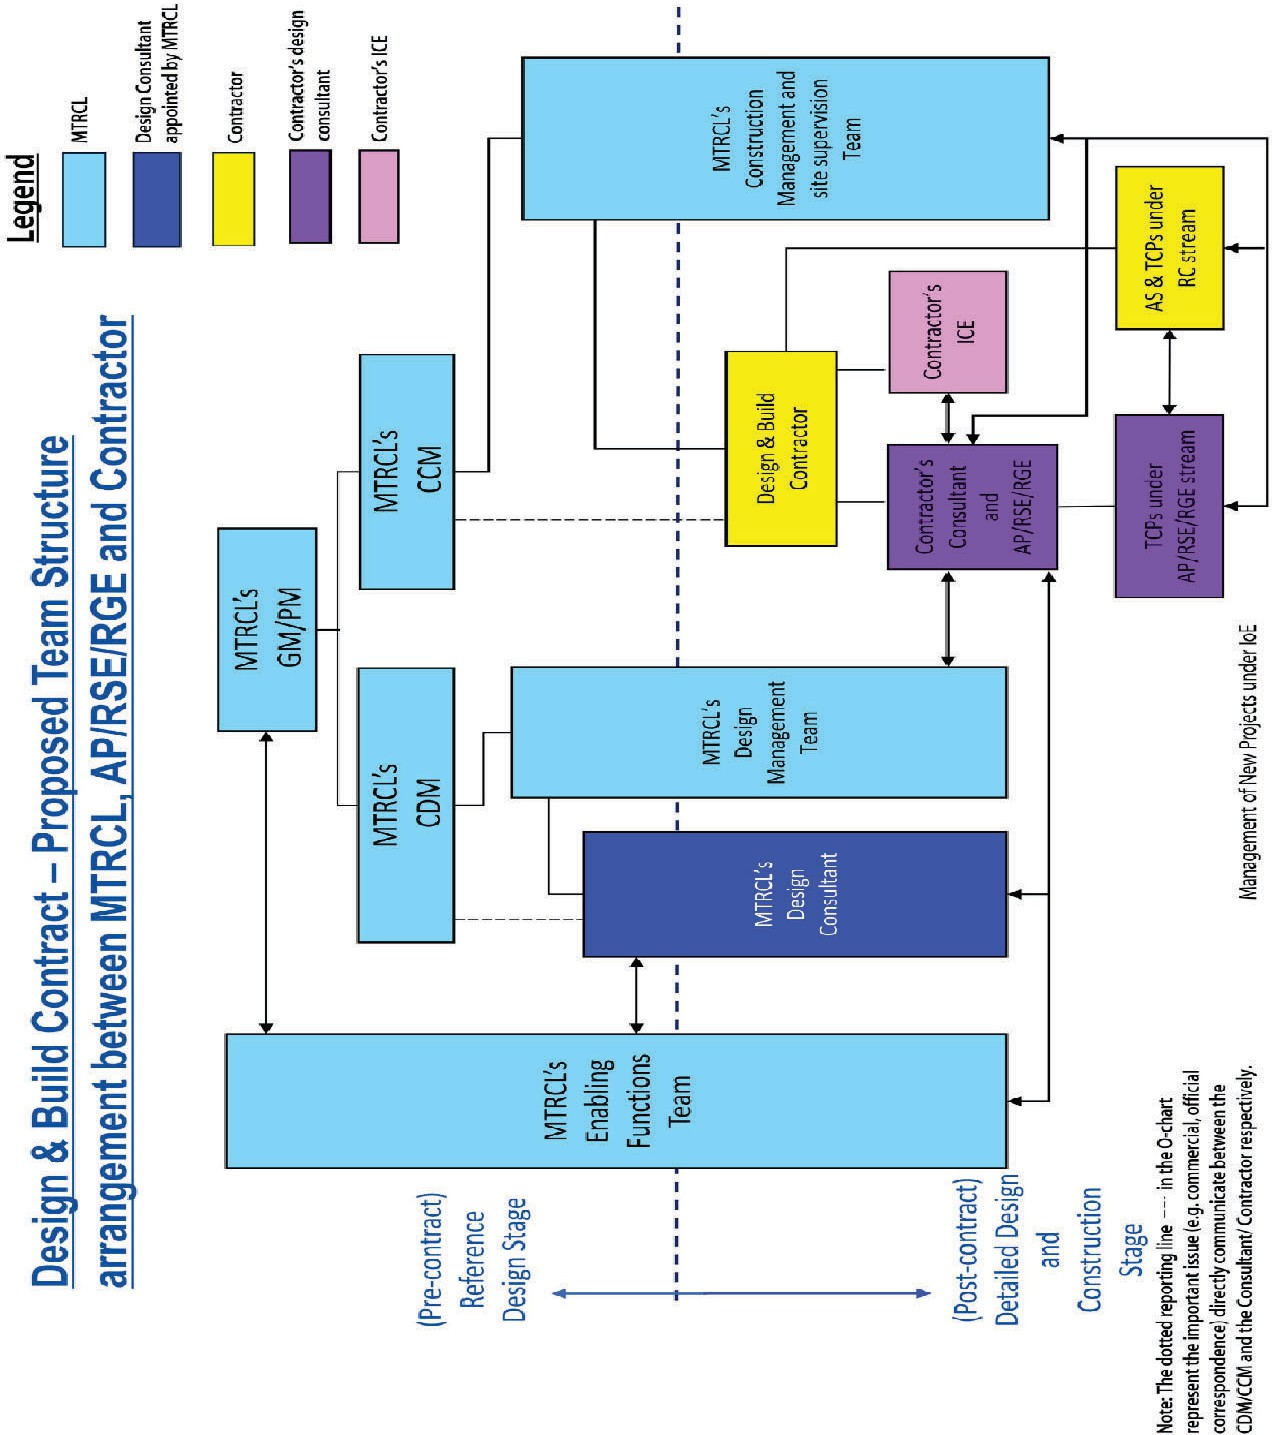 Design & Build Contract – Proposed Team Structure
arrangement between MTRCL, AP/RSE/RGE and Contractor
Legend
MTRCL
Design Consultant
appointed by MTRCL
Contractor
Contractor's design
consultant
Contractor's ICE
MTRCL's
GM/PM
MTRCL's
CDM
MTRCL's
CCM
(Pre-contract)
Reference
Design Stage
(Post-contract)
Detailed Design
and
Construction
Stage
MTRCL's
Enabling
Functions
Team
MTRCL's
Design
Consultant
MTRCL's
Design
Management
Team
MTRCL's
Construction
Management and
site supervision
Team
Design & Build
Contractor
Contractor's
Consultant
and
AP/RSE/RGE
Contractor's
ICE
TCPs under
AP/RSE/RGE stream
AS & TCPs under
RC stream
Note: The dotted reporting line ---- in the O-chart
represent the important issue (e.g. commercial, official
correspondence) directly communicate between the
CDM/CCM and the Consultant/ Contractor respectively.
Management of New Projects under IoE